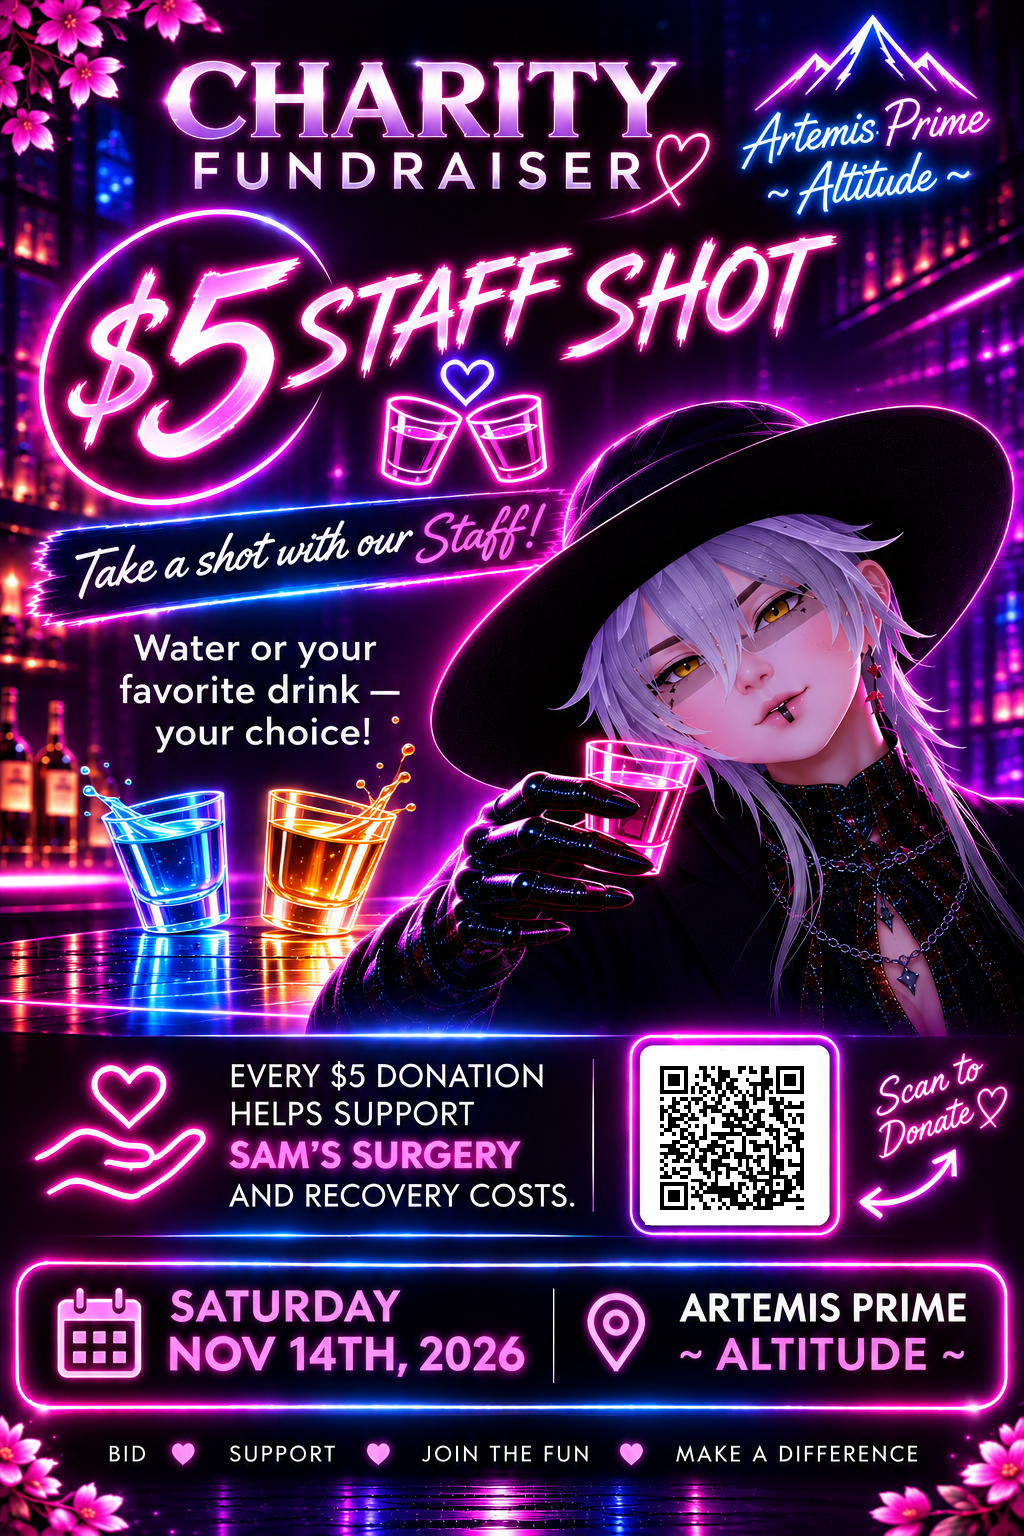 CHARITY
FUNDRAISER
Artemis Prime
~ Altitude ~
$5 STAFF SHOT
Take a shot with our Staff!
Water or your
favorite drink —
your choice!
EVERY $5 DONATION
HELPS SUPPORT
SAM'S SURGERY
AND RECOVERY COSTS.
Scan to
Donate
SATURDAY
NOV 14TH, 2026
ARTEMIS PRIME
~ ALTITUDE ~
BID SUPPORT JOIN THE FUN MAKE A DIFFERENCE